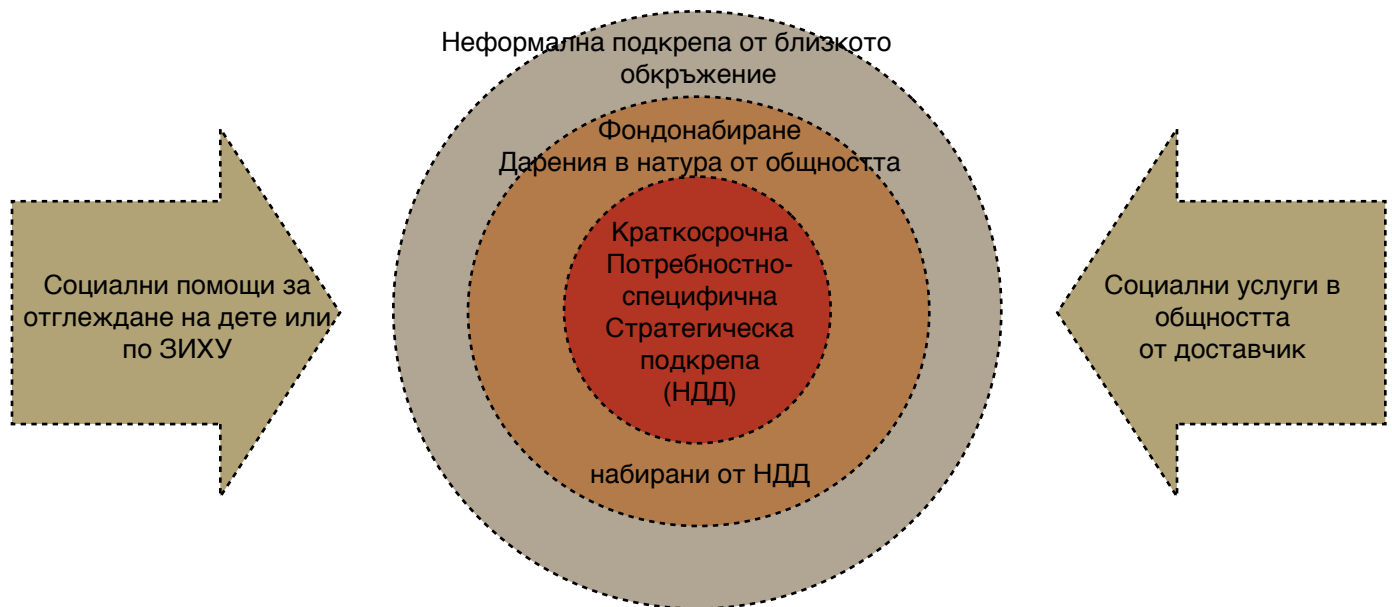 Неформална подкрепа от близкото
обкръжение
Фондонабиране
Дарения в натура от общността
Краткосрочна
Потребностно-
специфична
Стратегическа
подкрепа
(НДД)
набирани от НДД
Социални помощи за
отглеждане на дете или
по ЗИХУ
Социални услуги в
общността
от доставчик